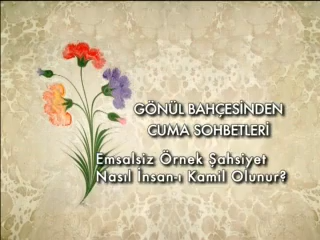 GÖNÜL BAHÇESİNDEN
CUMA SOHBETLERİ
Emsalsiz Örnek Şahsiyet
Nasıl İnsan-ı Kamil Olunur?